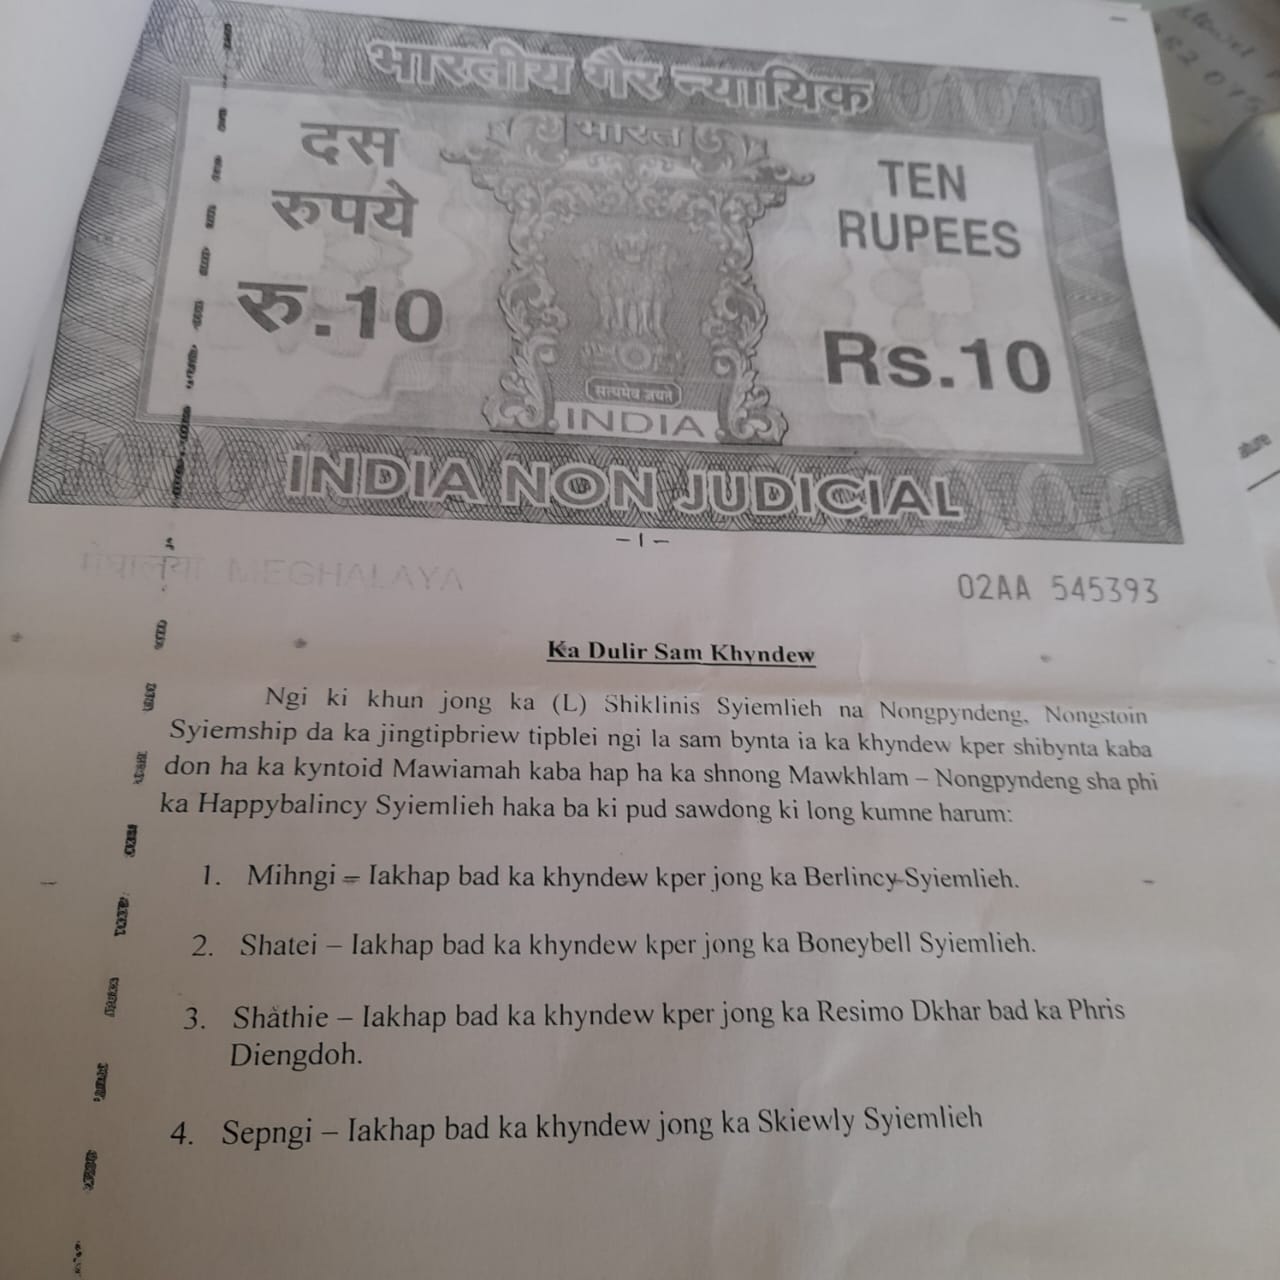 भारतीय गैर न्यायिक
भारत
दस
रुपये
रु.10
TEN
RUPEES
Rs.10
सत्यमेव जयते
INDIA
INDIA NON JUDICIAL
-1-
मेघालया MEGHALAYA
02AA 545393
Ka Dulir Sam Khyndew
Ngi ki khun jong ka (L) Shiklinis Syiemlieh na Nongpyndeng, Nongstoin
Syiemship da ka jingtipbriew tipblei ngi la sam bynta ia ka khyndew kper shibynta kaba
don ha ka kyntoid Mawiamah kaba hap ha ka shnong Mawkhlam – Nongpyndeng sha phi
ka Happybalincy Syiemlieh haka ba ki pud sawdong ki long kumne harum:
1. Mihngi – Iakhap bad ka khyndew kper jong ka Berlincy Syiemlieh.
2. Shatei – Iakhap bad ka khyndew kper jong ka Boneybell Syiemlieh.
3. Shathie – Iakhap bad ka khyndew kper jong ka Resimo Dkhar bad ka Phris
Diengdoh.
4. Sepngi – Iakhap bad ka khyndew jong ka Skiewly Syiemlieh